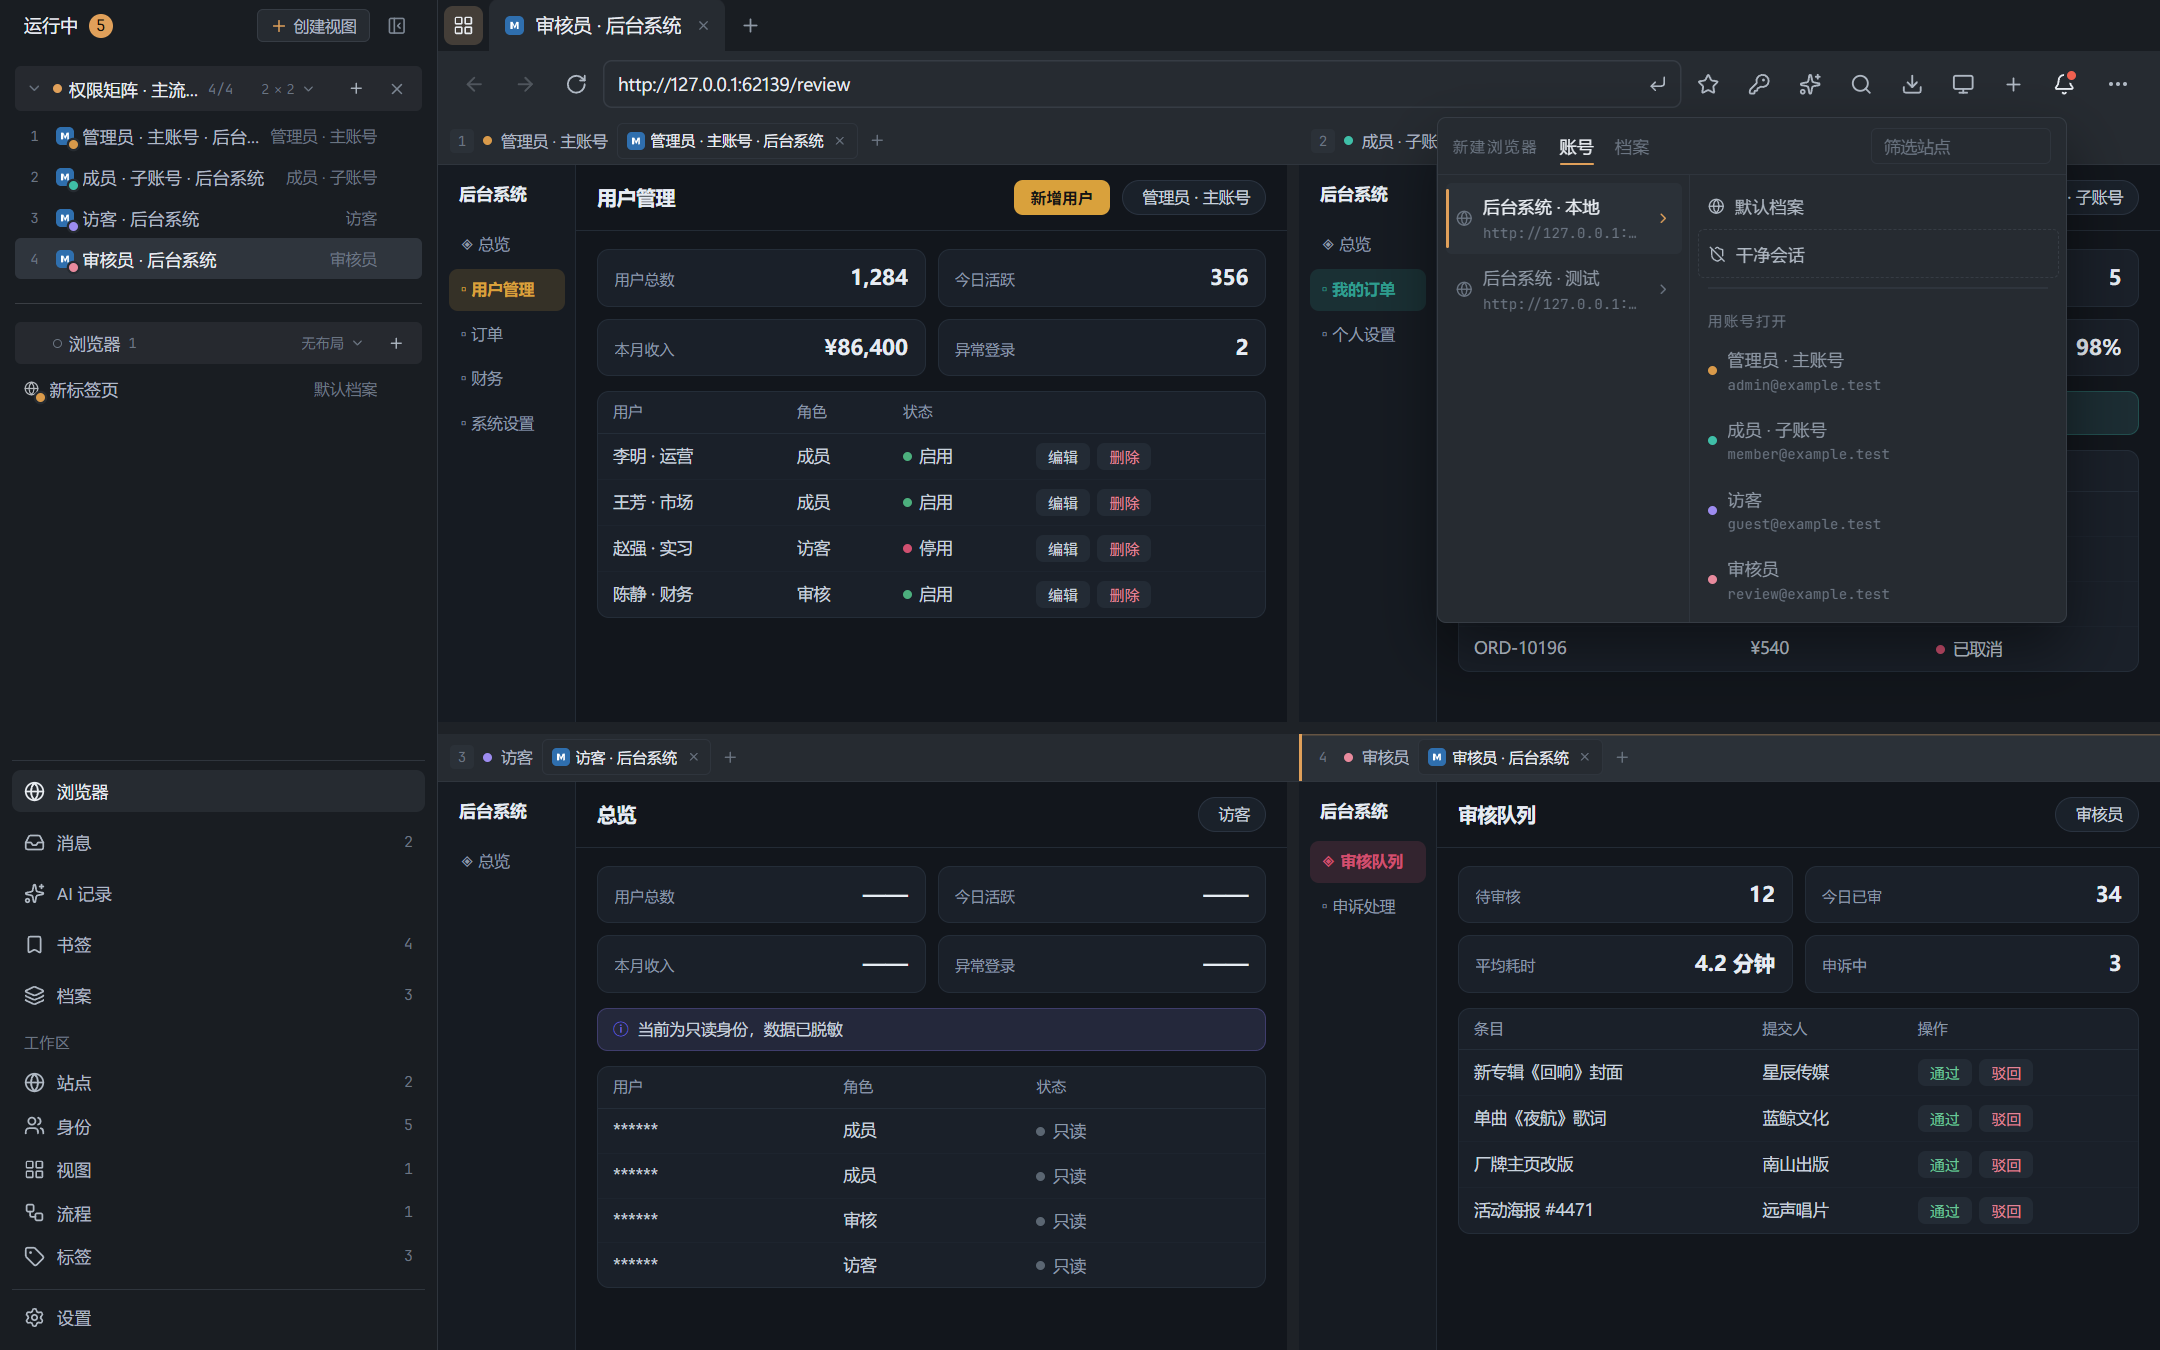 运行中 5
创建视图
权限矩阵 · 主流... 4/4 2 × 2
1 管理员 · 主账号 · 后台... 管理员 · 主账号
2 成员 · 子账号 · 后台系统 成员 · 子账号
3 访客 · 后台系统 访客
4 审核员 · 后台系统 审核员
浏览器 1 无布局
新标签页 默认档案
浏览器
消息 2
AI 记录
书签 4
档案 3
工作区
站点 2
身份 5
视图 1
流程 1
标签 3
设置
M 审核员 · 后台系统
http://127.0.0.1:62139/review
1 管理员 · 主账号 M 管理员 · 主账号 · 后台系统
后台系统
总览
用户管理
订单
财务
系统设置
用户管理 新增用户 管理员 · 主账号
用户总数 1,284 今日活跃 356
本月收入 ¥86,400 异常登录 2
用户 角色 状态
李明 · 运营 成员 启用 编辑 删除
王芳 · 市场 成员 启用 编辑 删除
赵强 · 实习 访客 停用 编辑 删除
陈静 · 财务 审核 启用 编辑 删除
2 成员 · 子账
后台系统
总览
我的订单
个人设置
· 子账号
5
98%
ORD-10196 ¥540 已取消
新建浏览器 账号 档案 筛选站点
后台系统 · 本地
http://127.0.0.1:...
后台系统 · 测试
http://127.0.0.1:...
默认档案
干净会话
用账号打开
管理员 · 主账号
admin@example.test
成员 · 子账号
member@example.test
访客
guest@example.test
审核员
review@example.test
3 访客 M 访客 · 后台系统
后台系统
总览
总览 访客
用户总数 —— 今日活跃 ——
本月收入 —— 异常登录 ——
当前为只读身份，数据已脱敏
用户 角色 状态
****** 成员 只读
****** 成员 只读
****** 审核 只读
****** 访客 只读
4 审核员 M 审核员 · 后台系统
后台系统
审核队列
申诉处理
审核队列 审核员
待审核 12 今日已审 34
平均耗时 4.2 分钟 申诉中 3
条目 提交人 操作
新专辑《回响》封面 星辰传媒 通过 驳回
单曲《夜航》歌词 蓝鲸文化 通过 驳回
厂牌主页改版 南山出版 通过 驳回
活动海报 #4471 远声唱片 通过 驳回